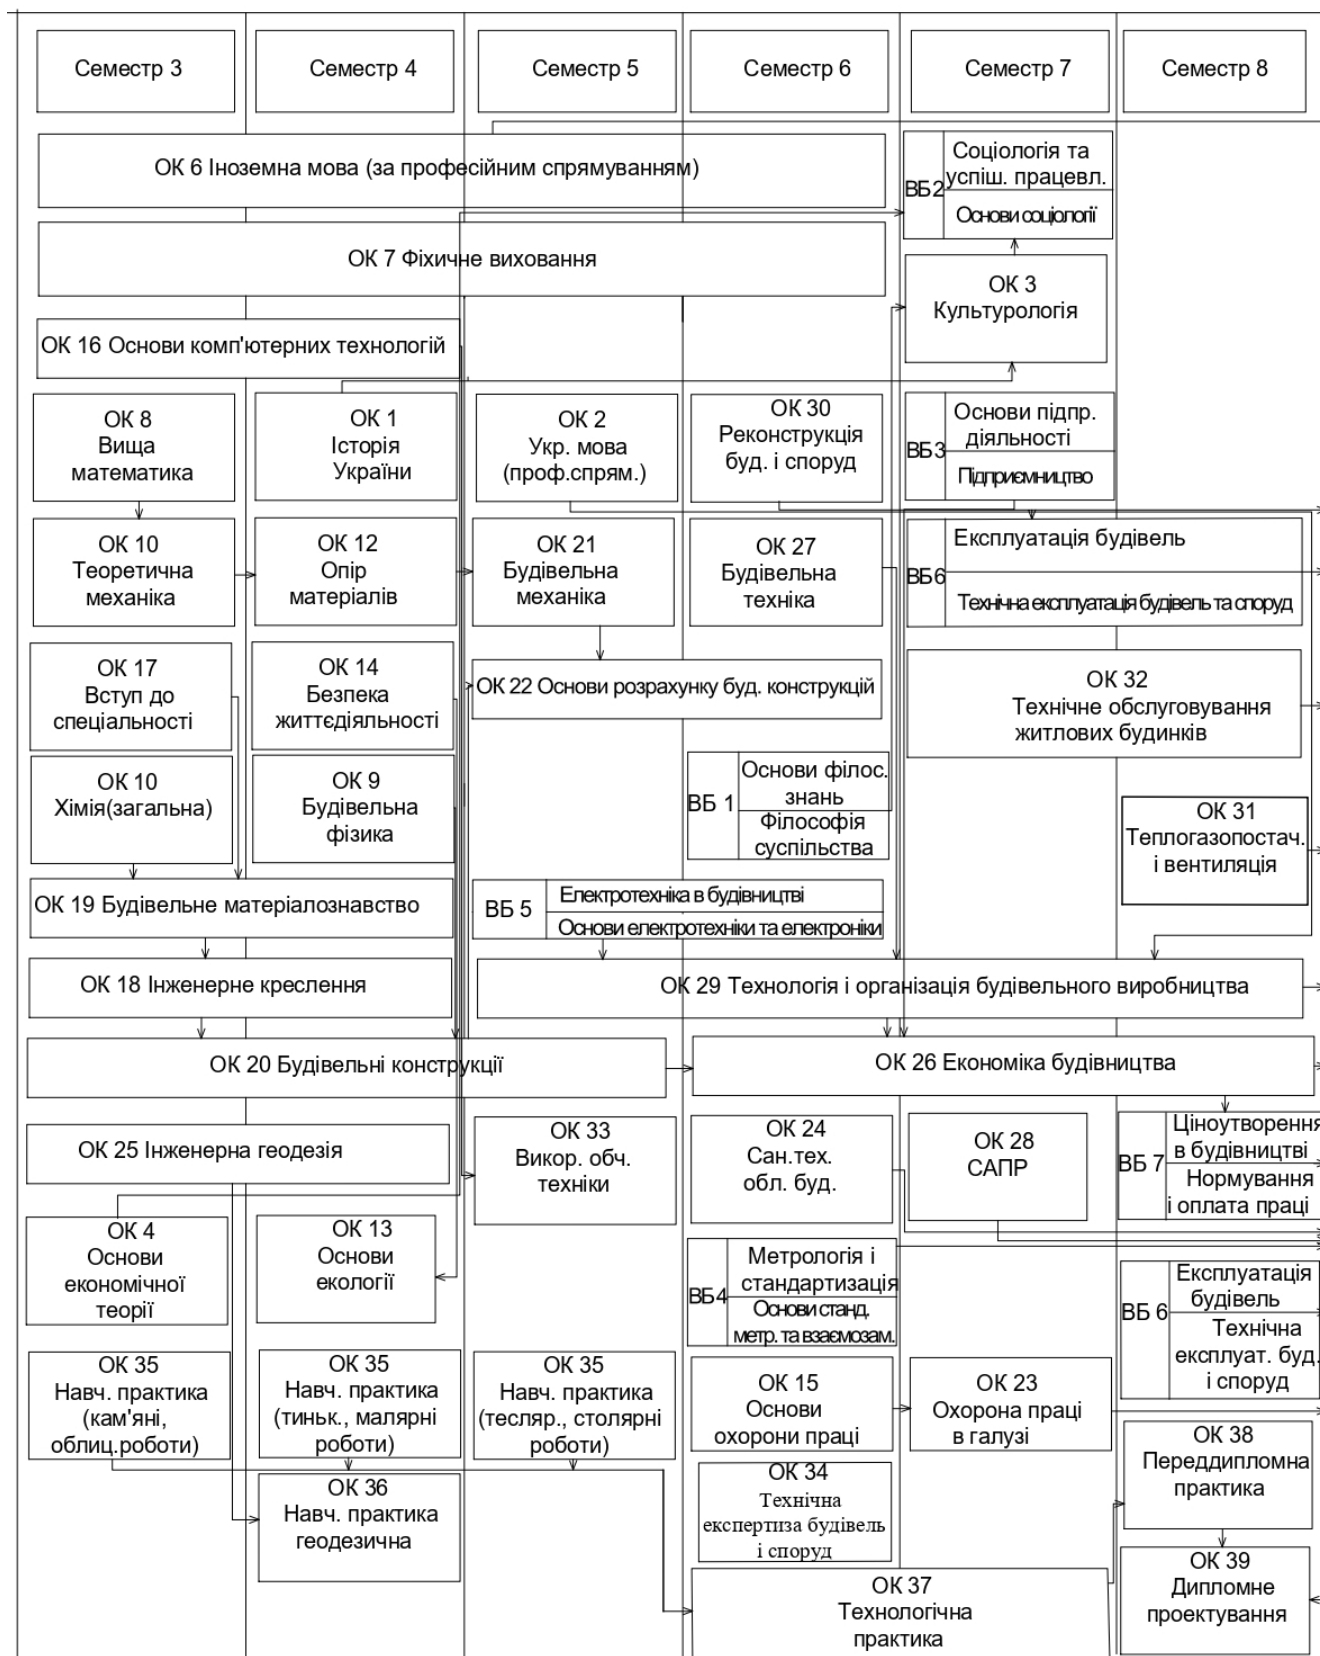 Семестр 3
Семестр 4
Семестр 5
Семестр 6
Семестр 7
Семестр 8
ОК 6 Іноземна мова (за професійним спрямуванням)
ВБ2
Соціологія та
успіш. працевл.
Основи соціології
ОК 7 Фіхичне виховання
ОК 3
Культурологія
ОК 16 Основи комп'ютерних технологій
ОК 8
Вища
математика
ОК 1
Історія
України
ОК 2
Укр. мова
(проф.спрям.)
ОК 30
Реконструкція
буд. і споруд
ВБ3
Основи підпр.
діяльності
Підприємництво
ОК 10
Теоретична
механіка
ОК 12
Опір
матеріалів
ОК 21
Будівельна
механіка
ОК 27
Будівельна
техніка
ВБ6
Експлуатація будівель
Технічна експлуатація будівель та споруд
ОК 17
Вступ до
спеціальності
ОК 14
Безпека
життєдіяльності
ОК 22 Основи розрахунку буд. конструкцій
ОК 32
Технічне обслуговування
житлових будинків
ОК 10
Хімія(загальна)
ОК 9
Будівельна
фізика
ВБ 1
Основи філос.
знань
Філософія
суспільства
ОК 31
Теплогазопостач.
і вентиляція
ОК 19 Будівельне матеріалознавство
ВБ 5
Електротехніка в будівництві
Основи електротехніки та електроніки
ОК 18 Інженерне креслення
ОК 29 Технологія і організація будівельного виробництва
ОК 20 Будівельні конструкції
ОК 26 Економіка будівництва
ОК 25 Інженерна геодезія
ОК 33
Викор. обч.
техніки
ОК 24
Сан.тех.
обл. буд.
ОК 28
САПР
ВБ 7
Ціноутворення
в будівництві
Нормування
і оплата праці
ОК 4
Основи
економічної
теорії
ОК 13
Основи
екології
ВБ4
Метрологія і
стандартизація
Основи станд.
метр. та взаємозам.
ВБ 6
Експлуатація
будівель
Технічна
експлуат. буд.
і споруд
ОК 35
Навч. практика
(кам'яні,
облиц.роботи)
ОК 35
Навч. практика
(тиньк., малярні
роботи)
ОК 35
Навч. практика
(тесляр., столярні
роботи)
ОК 15
Основи
охорони праці
ОК 23
Охорона праці
в галузі
ОК 38
Переддипломна
практика
ОК 36
Навч. практика
геодезична
ОК 34
Технічна
експертиза будівель
і споруд
ОК 39
Дипломне
проектування
ОК 37
Технологічна
практика